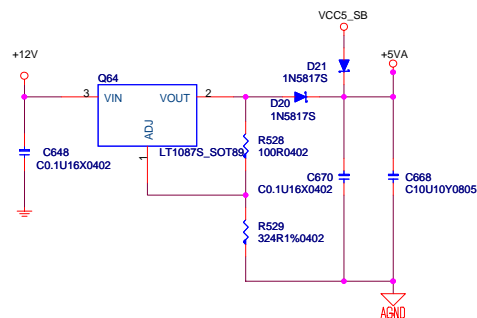 VCC5_SB
+12V
+5VA
D21
1N5817S
Q64
3
VIN
VOUT
2
D20
1N5817S
ADJ
1
LT1087S_SOT89
R528
100R0402
C648
C0.1U16X0402
C670
C0.1U16X0402
C668
C10U10Y0805
R529
324R1%0402
AGND